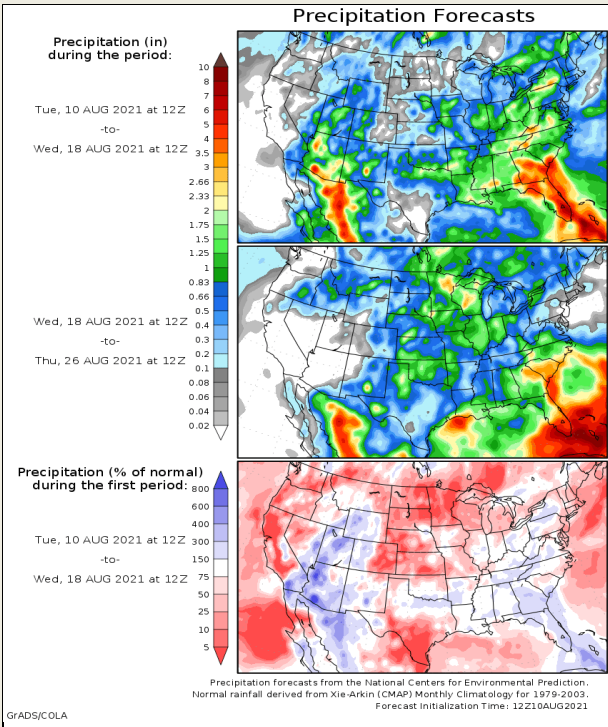 Precipitation Forecasts
Precipitation (in)
during the period:
Tue, 10 AUG 2021 at 12Z
-to-
Wed, 18 AUG 2021 at 12Z
10
8
7
6
5
4
3.5
3
2.66
2.33
2
1.75
1.5
1.25
1
0.83
0.66
0.5
0.4
0.3
0.2
0.1
0.08
0.06
0.04
0.02
Wed, 18 AUG 2021 at 12Z
-to-
Thu, 26 AUG 2021 at 12Z
Precipitation (% of normal)
during the first period:
Tue, 10 AUG 2021 at 12Z
-to-
Wed, 18 AUG 2021 at 12Z
800
600
400
300
150
75
50
25
10
5
Precipitation forecasts from the National Centers for Environmental Prediction.
Normal rainfall derived from Xie-Arkin (CMAP) Monthly Climatology for 1979-2003.
Forecast Initialization Time: 12Z10AUG2021
GrADS/COLA